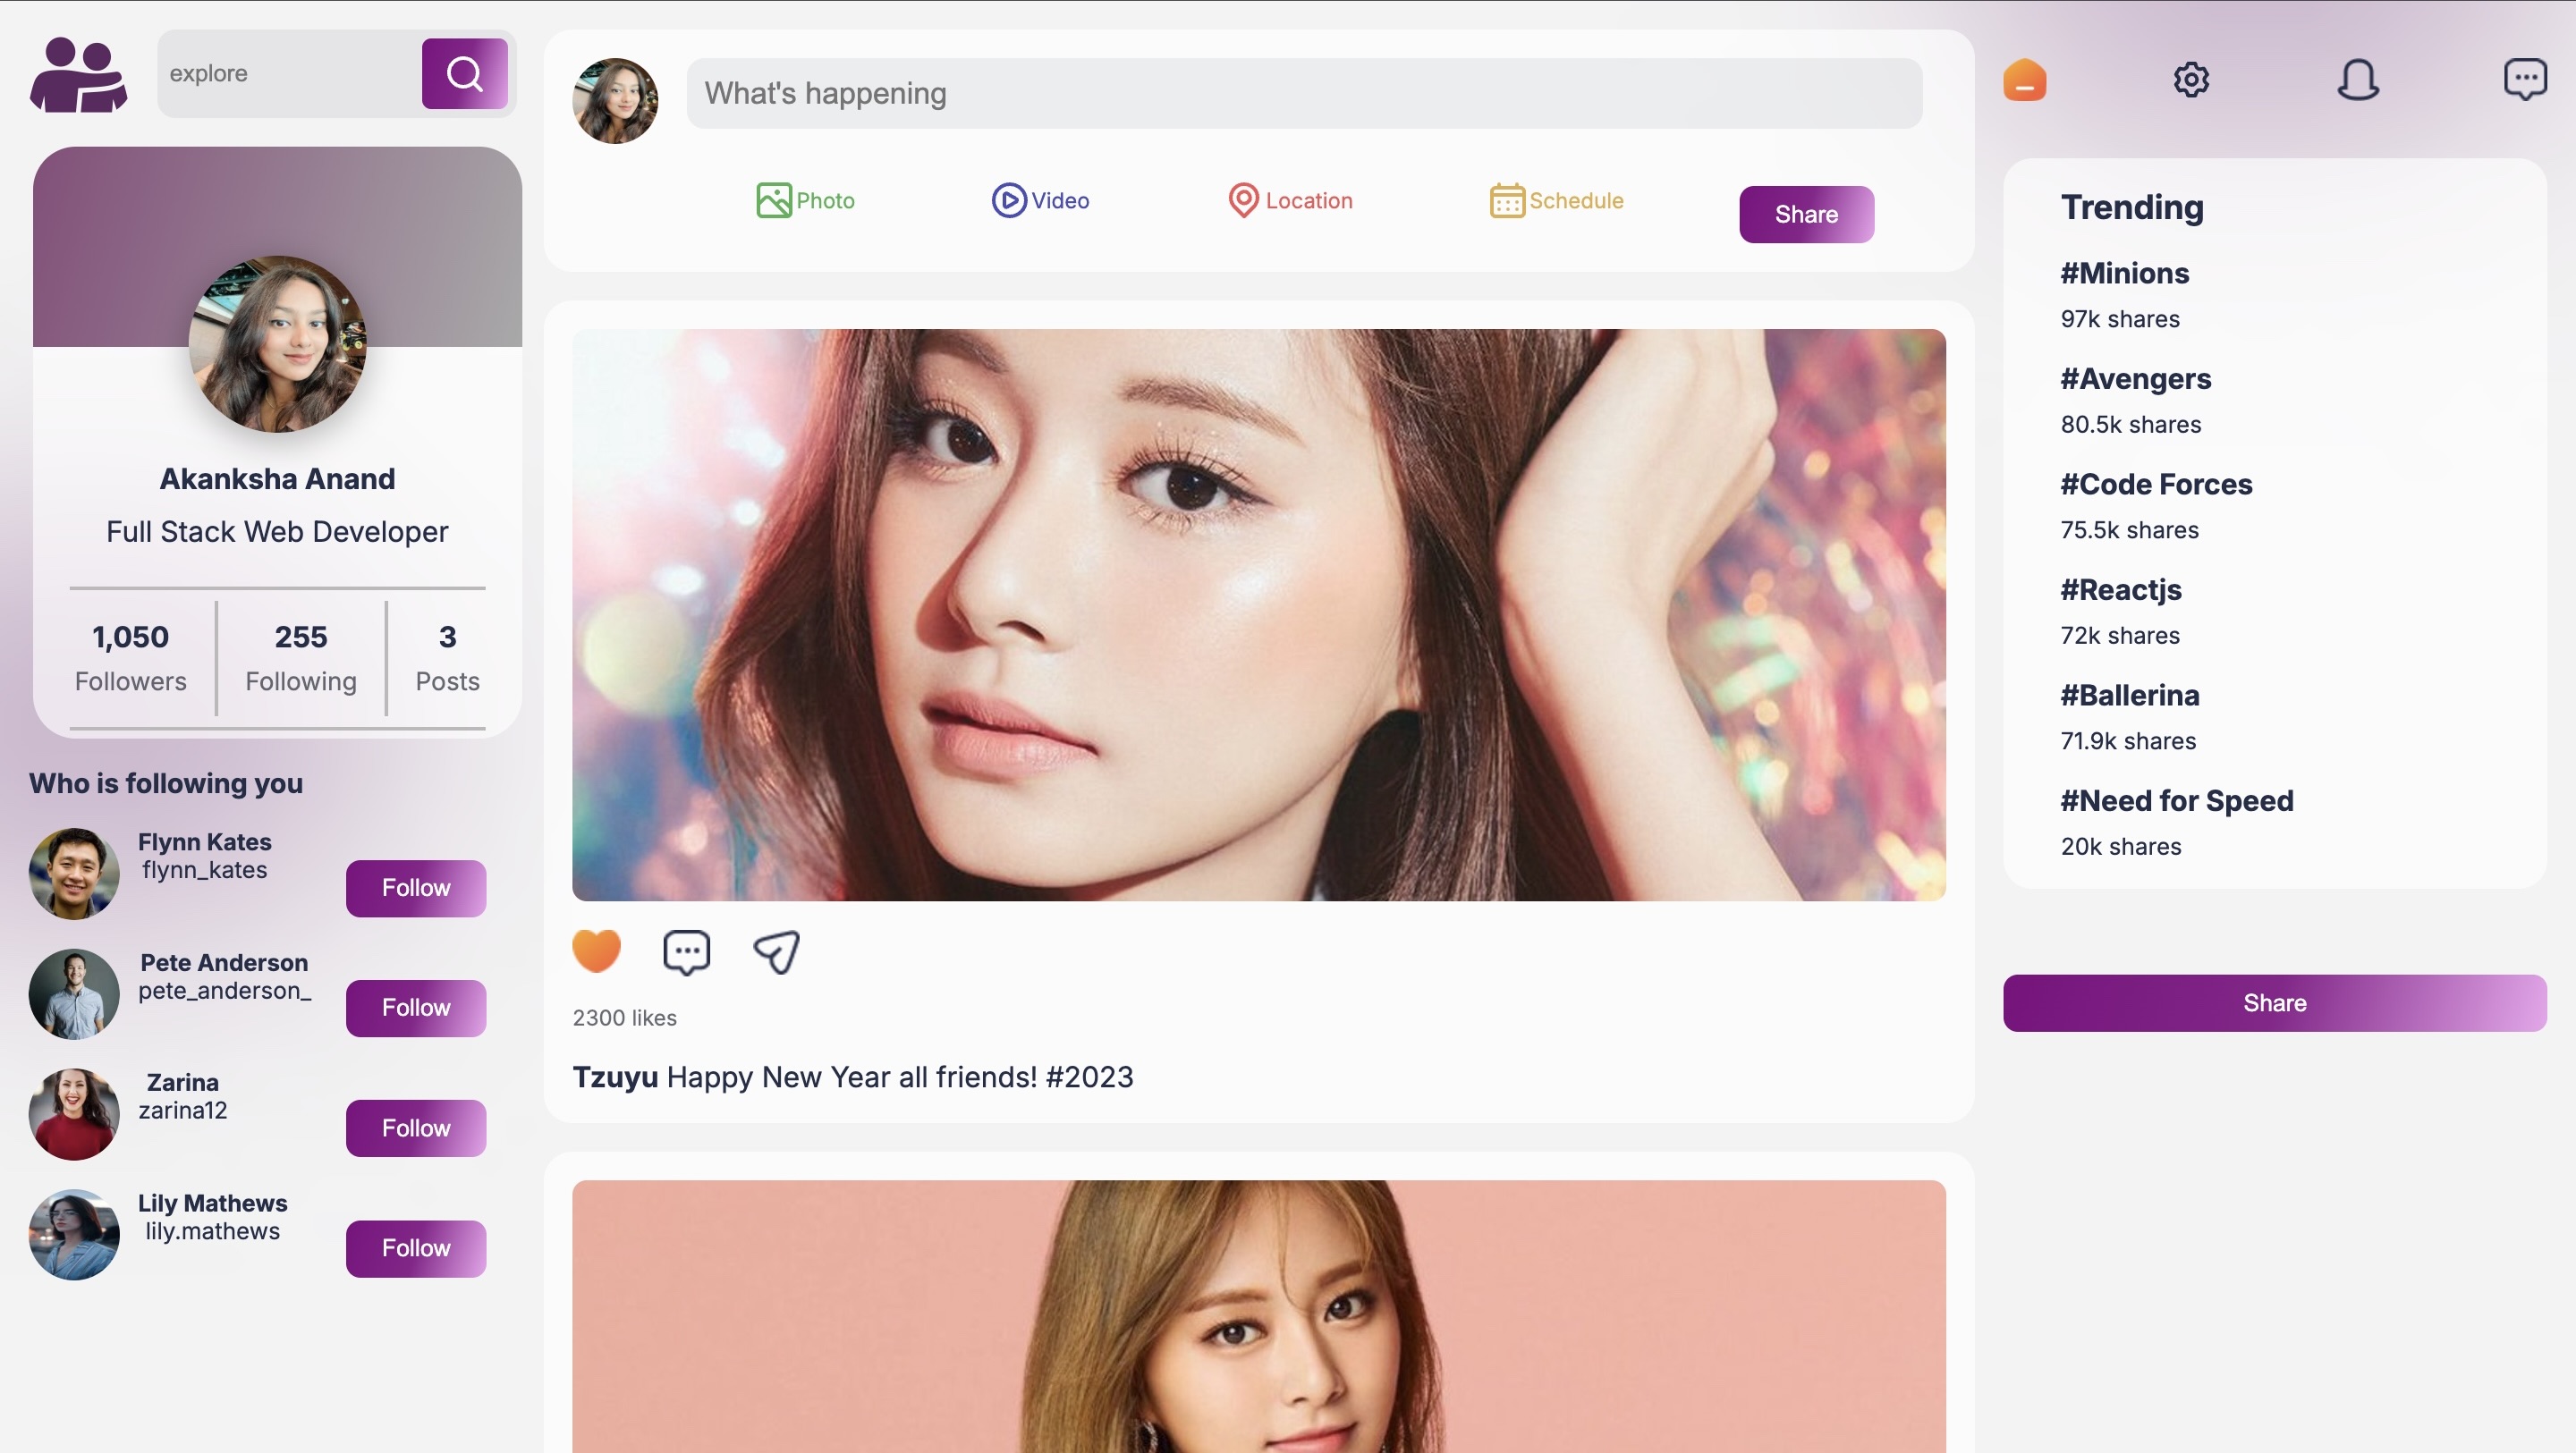 explore
Akanksha Anand
Full Stack Web Developer
1,050 255 3
Followers Following Posts
Who is following you
Flynn Kates
flynn_kates
Follow
Pete Anderson
pete_anderson_
Follow
Zarina
zarina12
Follow
Lily Mathews
lily.mathews
Follow
What's happening
Photo Video Location Schedule Share
2300 likes
Tzuyu Happy New Year all friends! #2023
Trending
#Minions
97k shares
#Avengers
80.5k shares
#Code Forces
75.5k shares
#Reactjs
72k shares
#Ballerina
71.9k shares
#Need for Speed
20k shares
Share